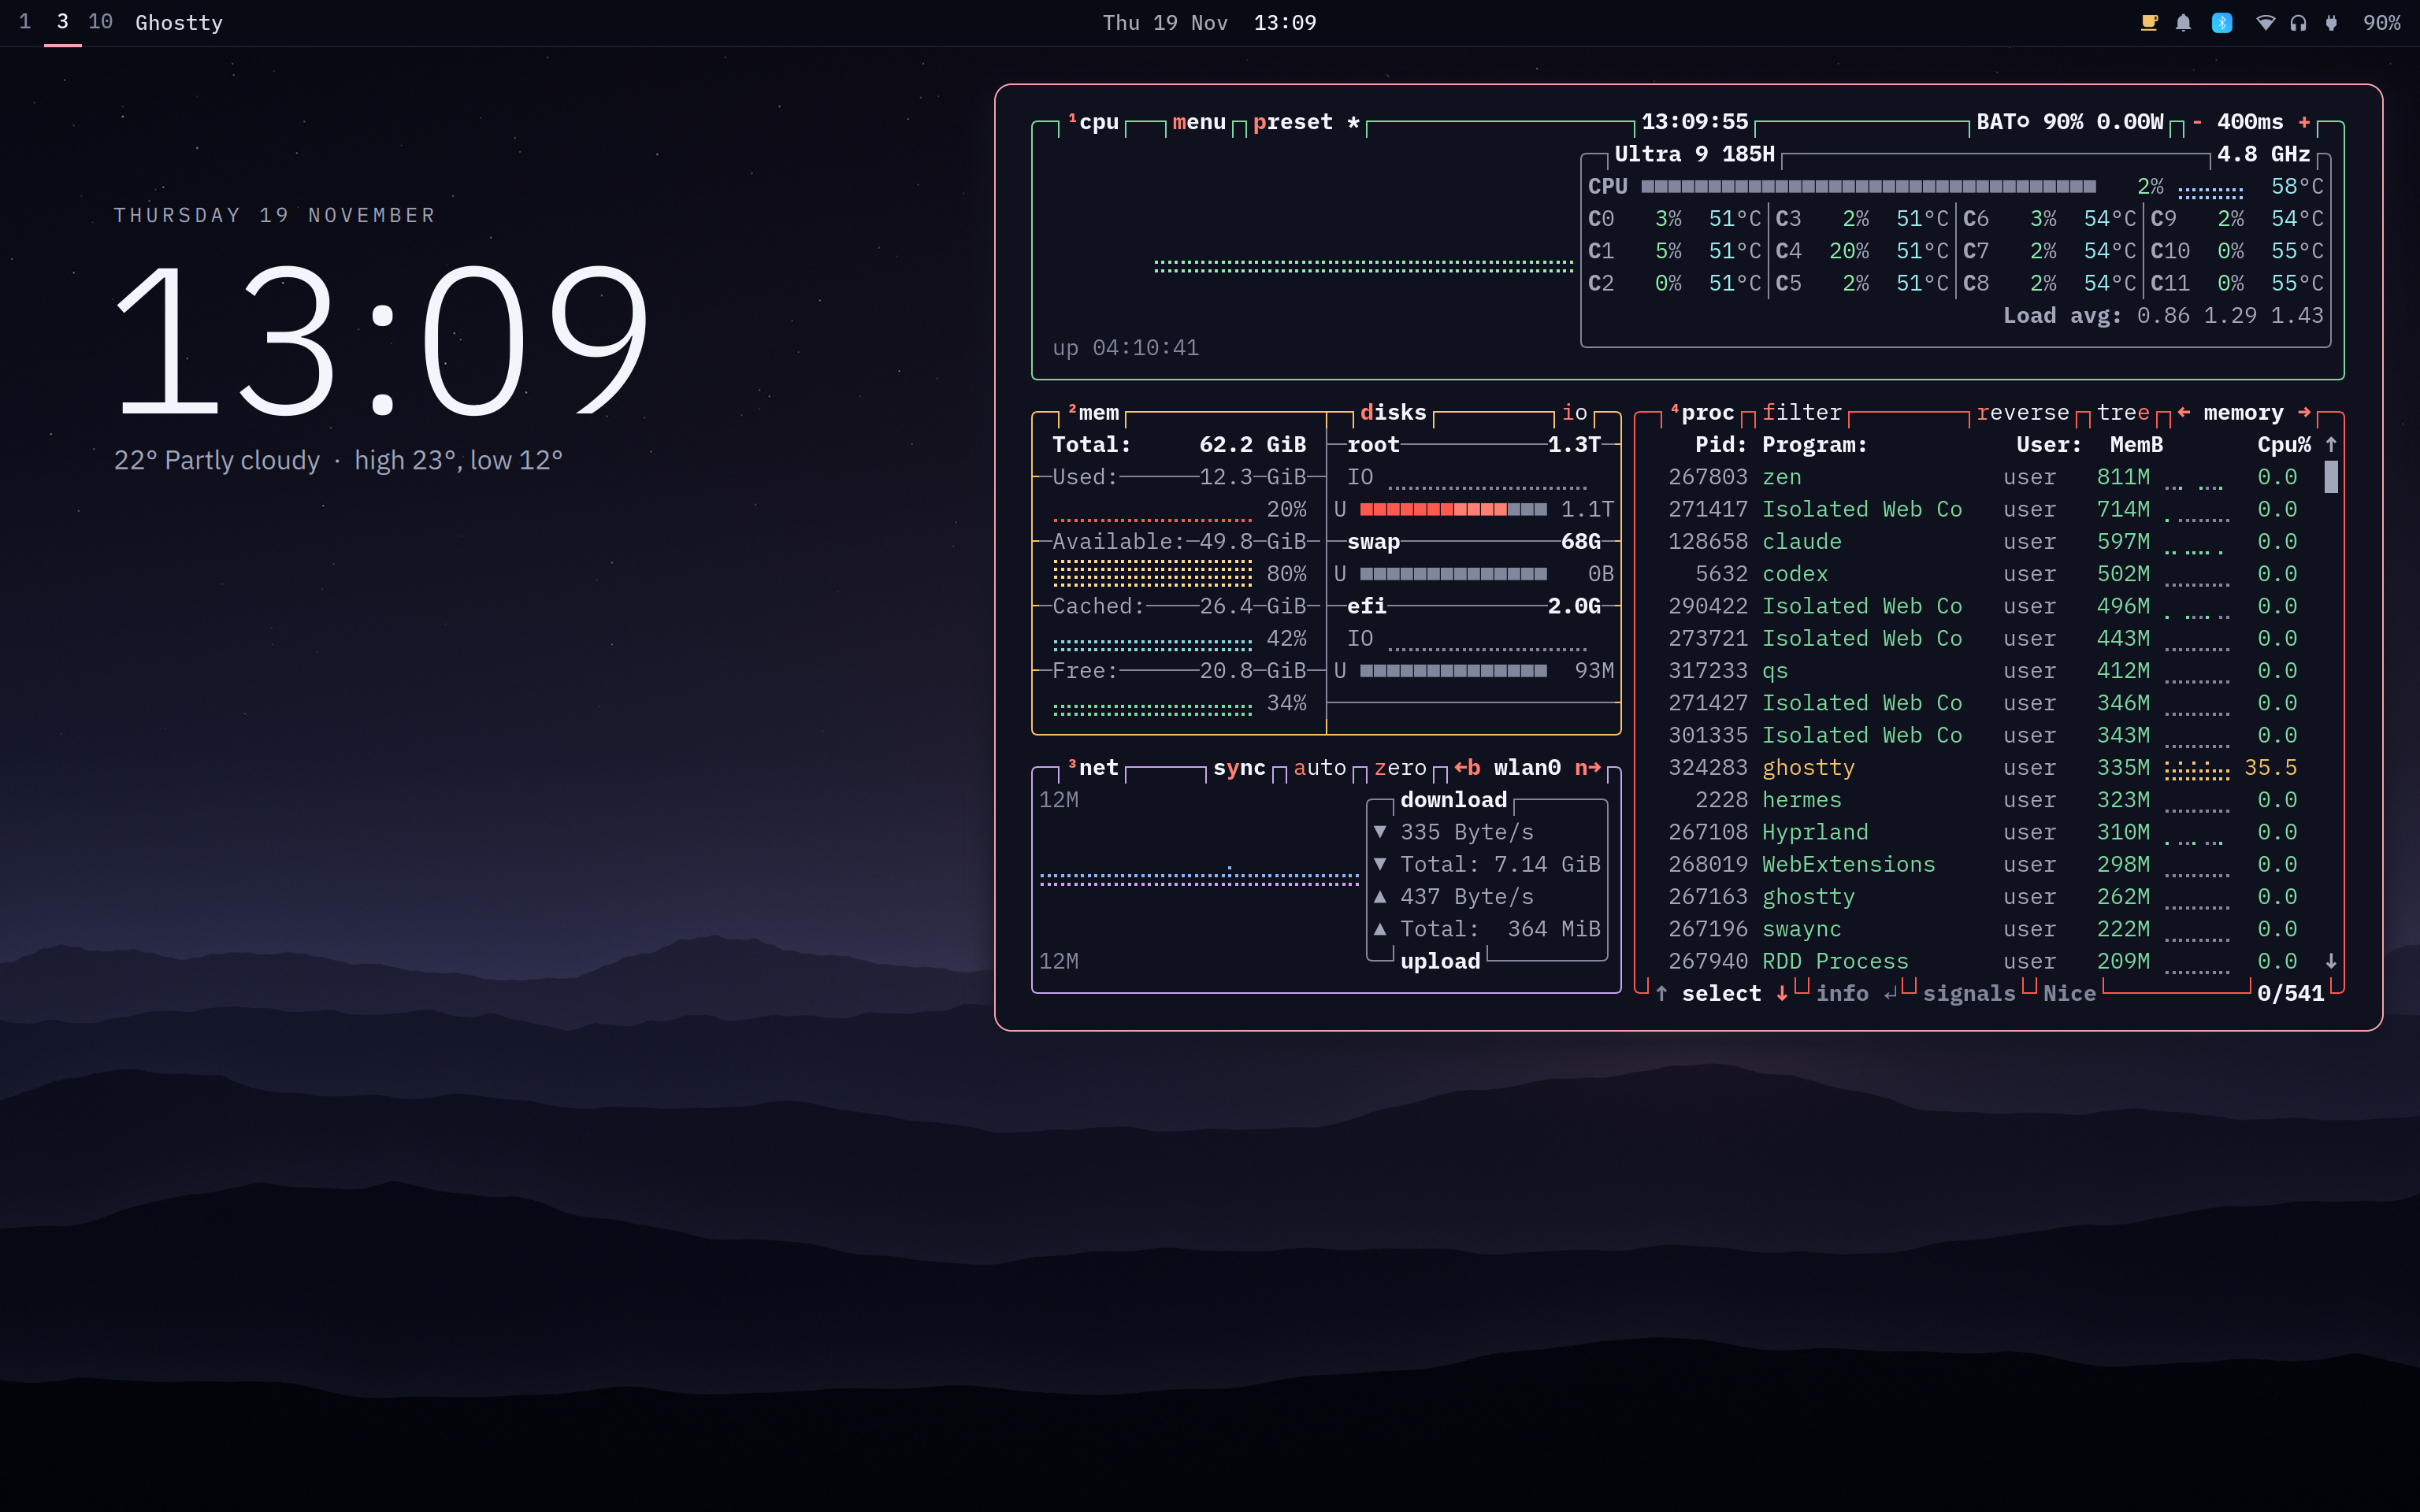 1 3 10 Ghostty
Thu 19 Nov 13:09
90%
THURSDAY 19 NOVEMBER
13:09
22° Partly cloudy · high 23°, low 12°
¹cpu menu preset * 13:09:55 BAT 90% 0.00W - 400ms +
Ultra 9 185H 4.8 GHz
CPU 2% 58°C
C0 3% 51°C C3 2% 51°C C6 3% 54°C C9 2% 54°C
C1 5% 51°C C4 20% 51°C C7 2% 54°C C10 0% 55°C
C2 0% 51°C C5 2% 51°C C8 2% 54°C C11 0% 55°C
Load avg: 0.86 1.29 1.43
up 04:10:41
²mem
Total: 62.2 GiB
Used: 12.3 GiB
20%
Available: 49.8 GiB
80%
Cached: 26.4 GiB
42%
Free: 20.8 GiB
34%
disks io
root 1.3T
IO
U 1.1T
swap 68G
U 0B
efi 2.0G
IO
U 93M
³net sync auto zero ←b wlan0 n→
12M
12M
download
▼ 335 Byte/s
▼ Total: 7.14 GiB
▲ 437 Byte/s
▲ Total: 364 MiB
upload
⁴proc filter reverse tree ← memory →
Pid: Program: User: MemB Cpu% ↑
267803 zen user 811M 0.0
271417 Isolated Web Co user 714M 0.0
128658 claude user 597M 0.0
5632 codex user 502M 0.0
290422 Isolated Web Co user 496M 0.0
273721 Isolated Web Co user 443M 0.0
317233 qs user 412M 0.0
271427 Isolated Web Co user 346M 0.0
301335 Isolated Web Co user 343M 0.0
324283 ghostty user 335M 35.5
2228 hermes user 323M 0.0
267108 Hyprland user 310M 0.0
268019 WebExtensions user 298M 0.0
267163 ghostty user 262M 0.0
267196 swaync user 222M 0.0
267940 RDD Process user 209M 0.0 ↓
↑ select ↓ info ↲ signals Nice 0/541